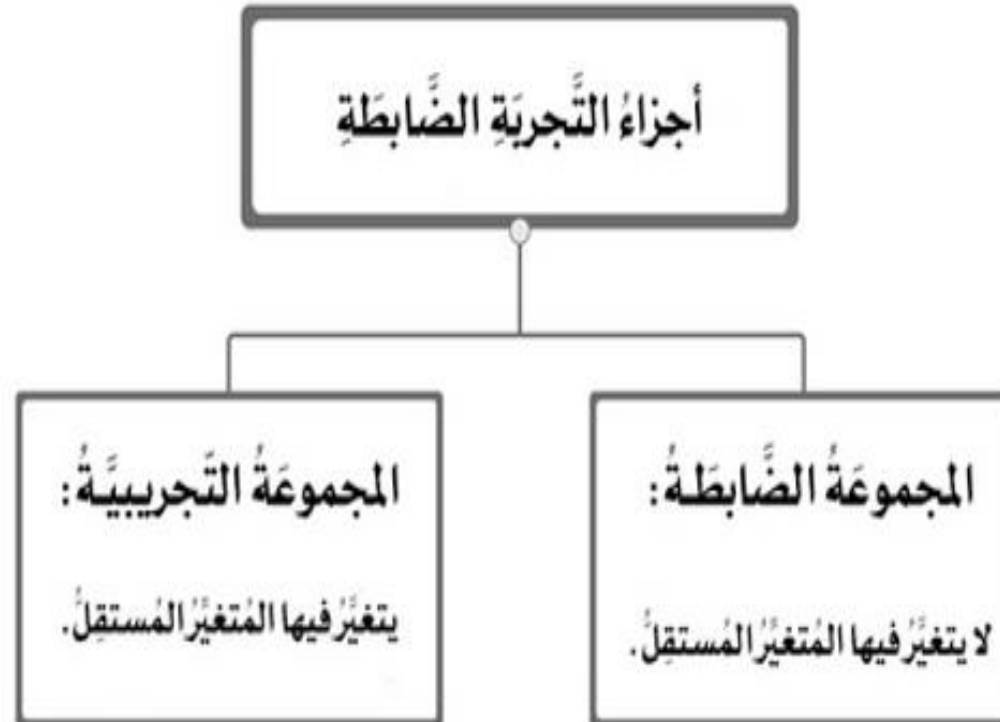 أجزاءُ التَّجرِبَةِ الضَّابطَةِ
المجموعَةُ الضَّابطَةُ:
لا يتغيَّرُ فيها المُتغيَّرُ المُستقِلُّ.
المجموعَةُ التّجريبيَّةُ:
يتغيَّرُ فيها المُتغيَّرُ المُستقِلُّ.